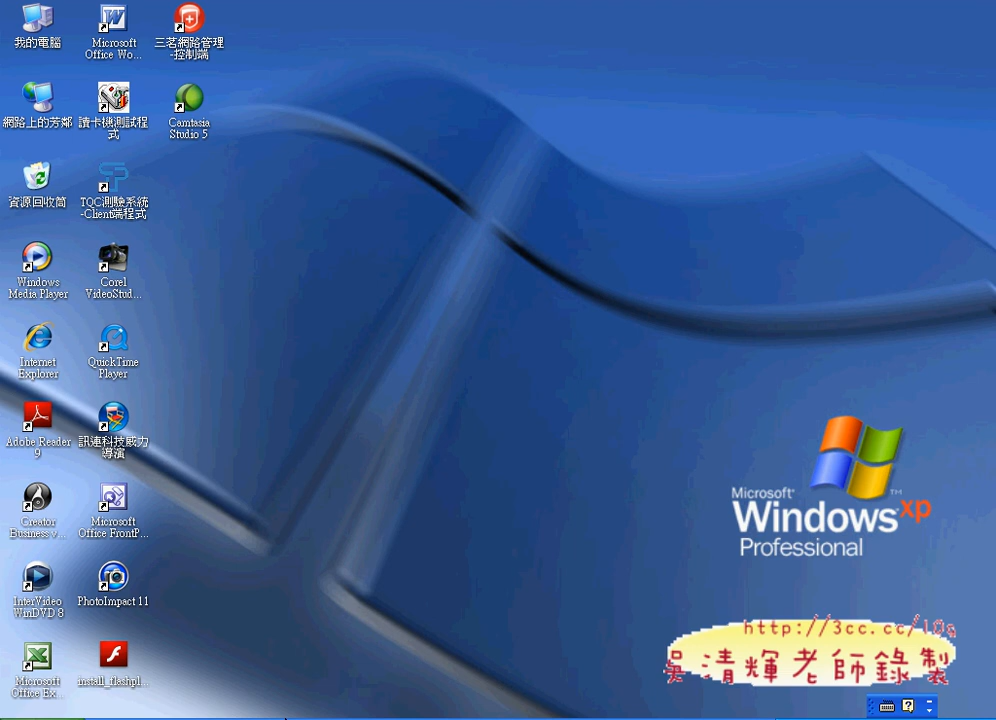 我的電腦
Microsoft
Office Wo...
三茗網路管理
-控制端
網路上的芳鄰
讀卡機測試程
式
Camtasia
Studio 5
資源回收筒
TQC測驗系統
-Client端程式
Windows
Media Player
Corel
VideoStud...
Internet
Explorer
QuickTime
Player
Adobe Reader
9
訊連科技威力
導演
Creator
Business v...
Microsoft
Office FrontP...
InterVideo
WinDVD 8
PhotoImpact 11
Microsoft
Office Ex...
install_flashpl...
Microsoft®
Windows xp
TM
Professional
http://3cc.cc/10a
吳清輝老師錄製